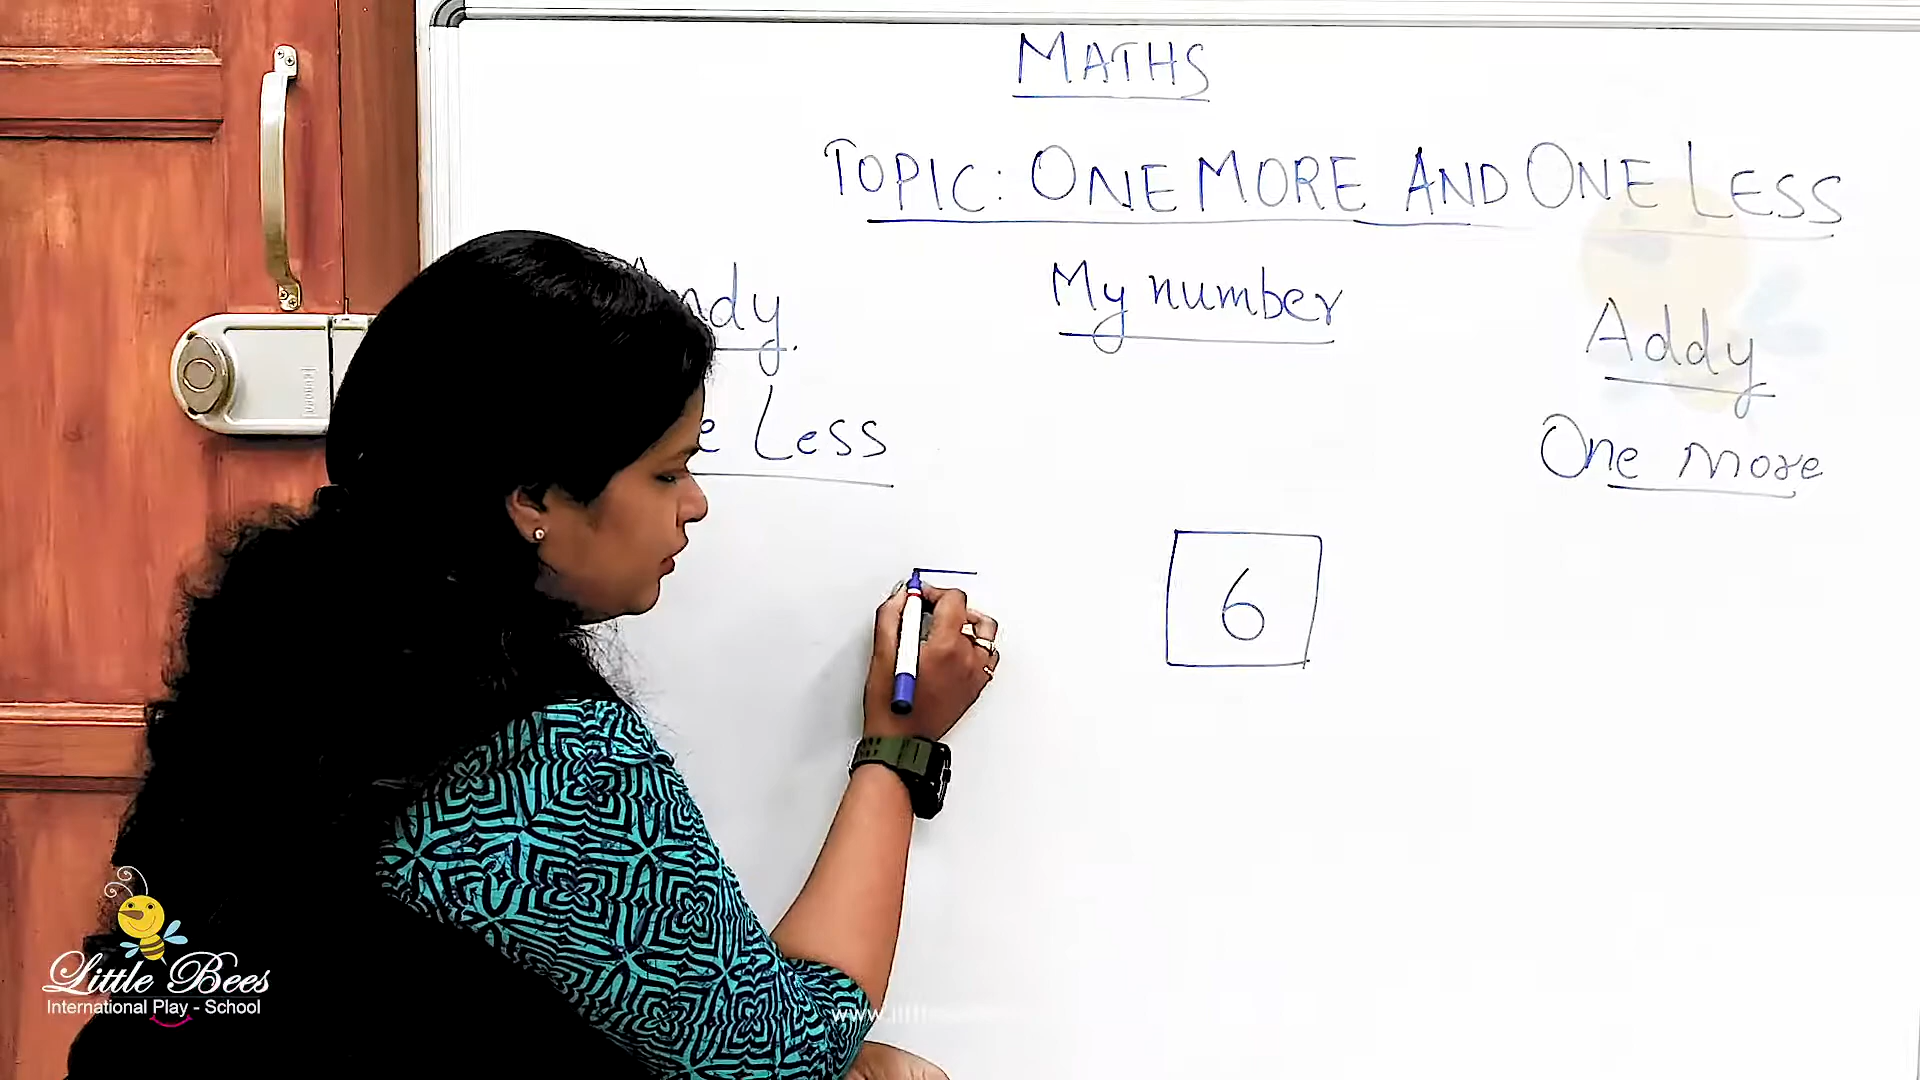 MATHS
TOPIC: ONE MORE AND ONE LESS
My number
Addy
Less
One more
6
Little Bees
International Play - School